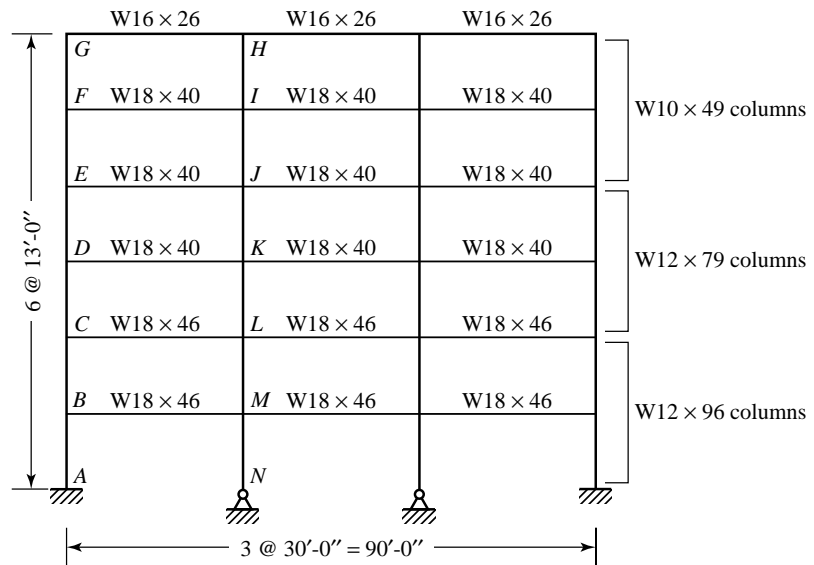 W16 × 26 W16 × 26 W16 × 26
G H
F W18 × 40 I W18 × 40 W18 × 40
W10 × 49 columns
E W18 × 40 J W18 × 40 W18 × 40
6 @ 13′-0″
D W18 × 40 K W18 × 40 W18 × 40
W12 × 79 columns
C W18 × 46 L W18 × 46 W18 × 46
B W18 × 46 M W18 × 46 W18 × 46
W12 × 96 columns
A N
3 @ 30′-0″ = 90′-0″